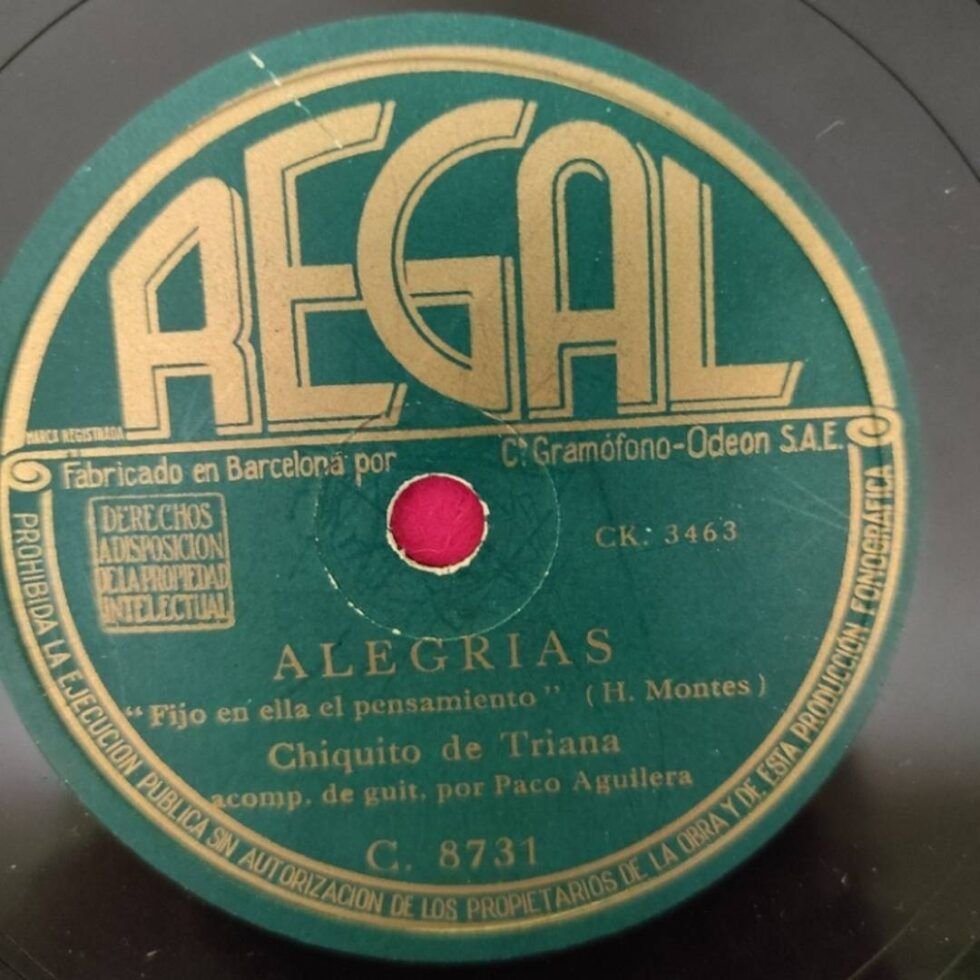 REGAL
MARCA REGISTRADA
Fabricado en Barcelona por
Cª Gramófono-Odeon S.A.E.
DERECHOS
A DISPOSICION
DE LA PROPIEDAD
INTELECTUAL
CK. 3463
ALEGRIAS
“Fijo en ella el pensamiento” (H. Montes)
Chiquito de Triana
acomp. de guit. por Paco Aguilera
C. 8731
PROHIBIDA LA EJECUCION PUBLICA SIN AUTORIZACION DE LOS PROPIETARIOS DE LA OBRA Y DE ESTA PRODUCCIÓN FONOGRAFICA